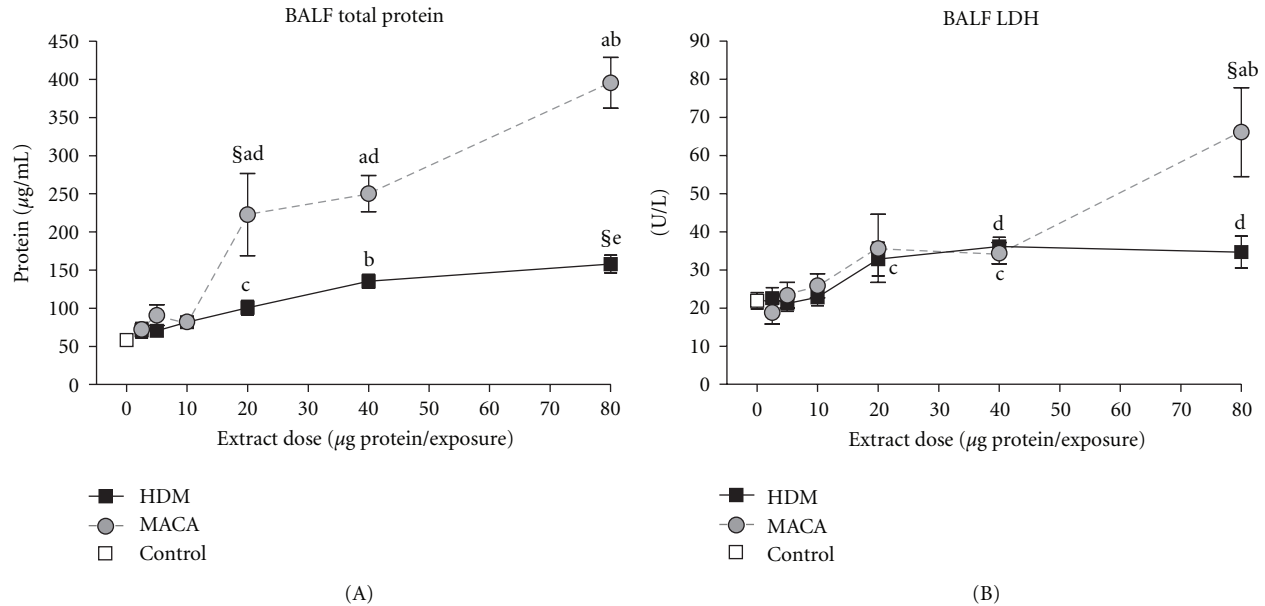 BALF total protein
450
400
350
300
250
200
150
100
50
0
Protein (µg/mL)
ab
§ad
ad
§e
b
c
0 10 20 30 40 50 60 70 80
Extract dose (µg protein/exposure)
HDM
MACA
Control
(A)
BALF LDH
90
80
70
60
50
40
30
20
10
0
(U/L)
§ab
d
d
c
c
0 10 20 30 40 50 60 70 80
Extract dose (µg protein/exposure)
HDM
MACA
Control
(B)